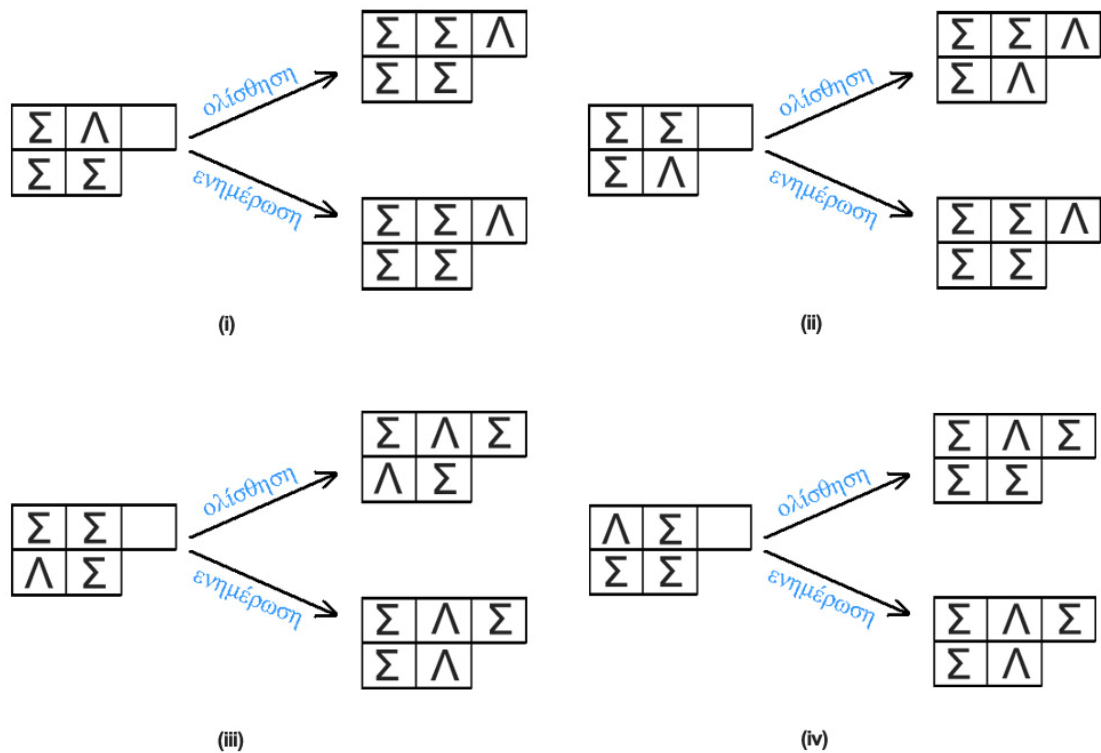 Σ Σ Λ
Σ Σ
ολίσθηση
Σ Λ
Σ Σ
ενημέρωση
Σ Σ Λ
Σ Σ
(i)
Σ Σ Λ
Σ Λ
ολίσθηση
Σ Σ
Σ Λ
ενημέρωση
Σ Σ Λ
Σ Σ
(ii)
Σ Λ Σ
Λ Σ
ολίσθηση
Σ Σ
Λ Σ
ενημέρωση
Σ Λ Σ
Σ Λ
(iii)
Σ Λ Σ
Σ Σ
ολίσθηση
Λ Σ
Σ Σ
ενημέρωση
Σ Λ Σ
Σ Λ
(iv)